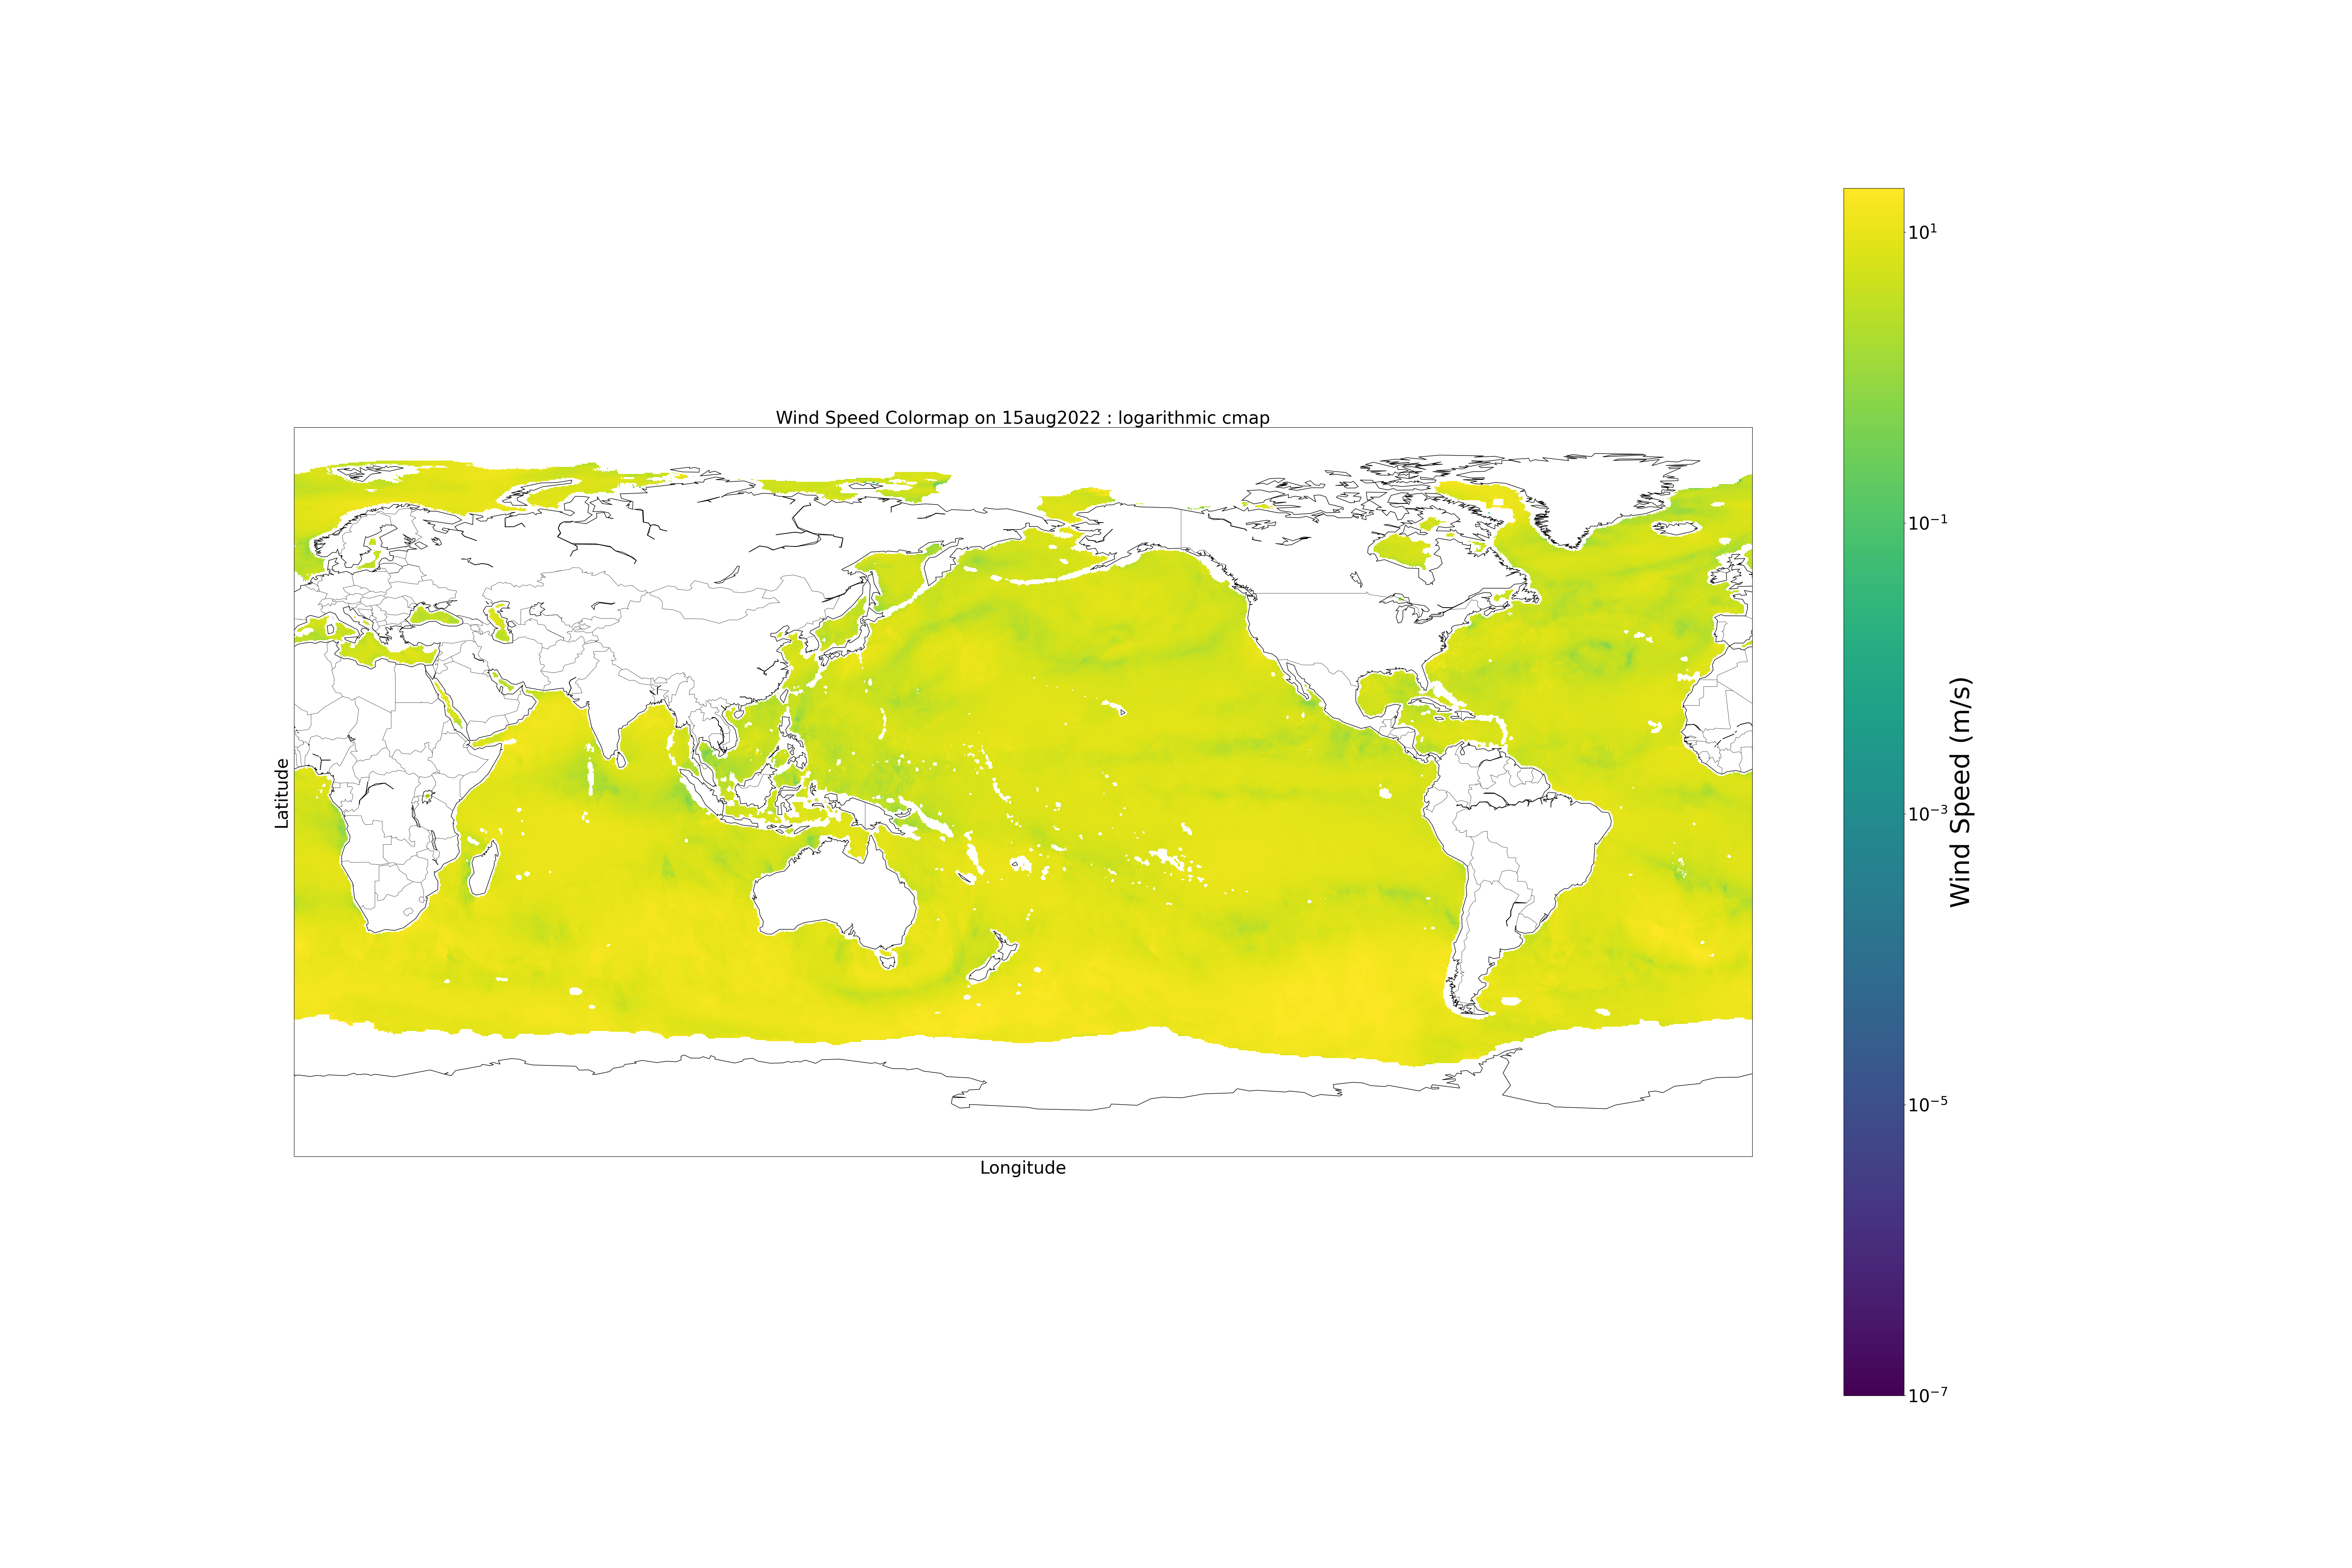 Wind Speed Colormap on 15aug2022 : logarithmic cmap
Latitude
Longitude
10¹
10⁻¹
10⁻³
10⁻⁵
10⁻⁷
Wind Speed (m/s)